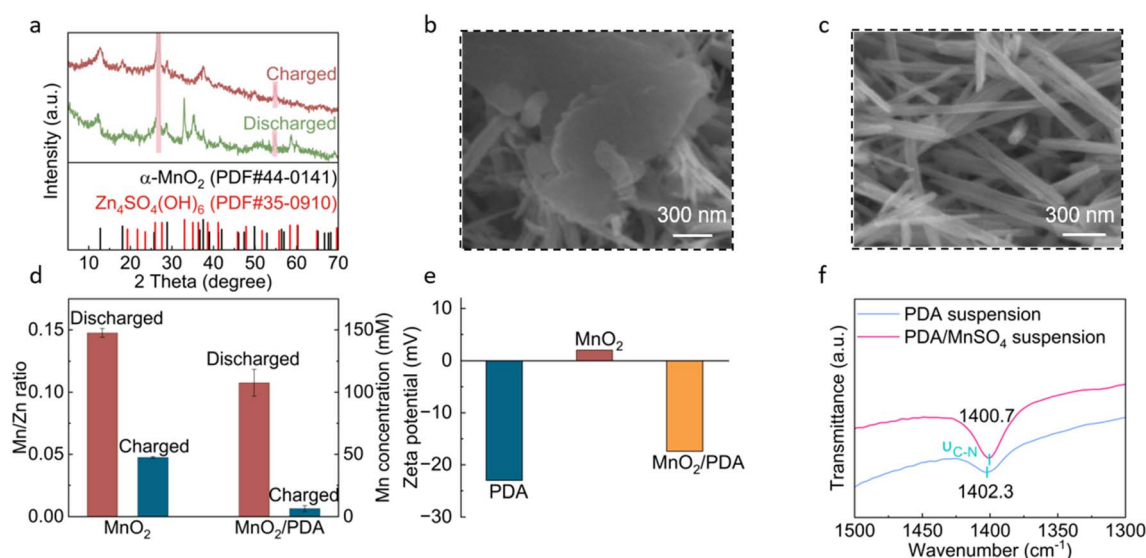 a
Intensity (a.u.)
Charged
Discharged
α-MnO₂ (PDF#44-0141)
Zn₄SO₄(OH)₆ (PDF#35-0910)
10 20 30 40 50 60 70
2 Theta (degree)
b
300 nm
c
300 nm
d
Mn/Zn ratio
0.15
0.10
0.05
0.00
Discharged
Charged
Discharged
Charged
MnO₂
MnO₂/PDA
150
100
50
0
Mn concentration (mM)
e
Zeta potential (mV)
10
0
−10
−20
−30
PDA
MnO₂
MnO₂/PDA
f
Transmittance (a.u.)
PDA suspension
PDA/MnSO₄ suspension
1400.7
υC-N
1402.3
1500 1450 1400 1350 1300
Wavenumber (cm⁻¹)